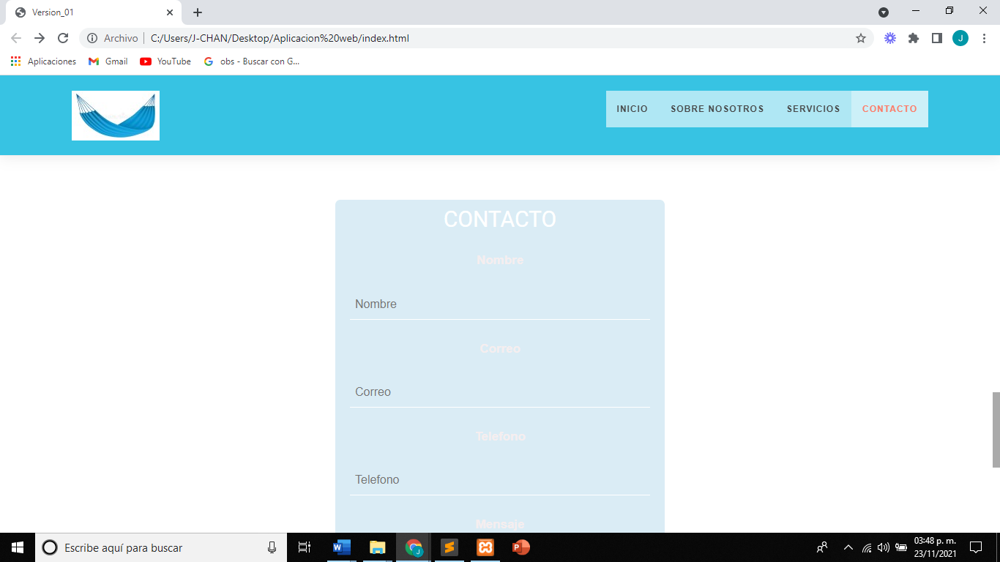 Version_01
Archivo C:/Users/J-CHAN/Desktop/Aplicacion%20web/index.html
J
Aplicaciones Gmail YouTube obs - Buscar con G...
INICIO SOBRE NOSOTROS SERVICIOS CONTACTO
CONTACTO
Nombre
Nombre
Correo
Correo
Telefono
Telefono
Mensaje
Escribe aquí para buscar
03:48 p. m.
23/11/2021